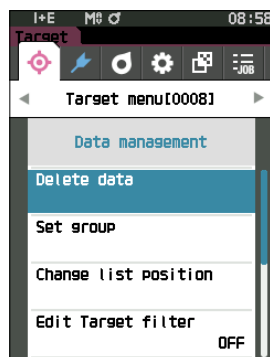 I+E M0 08:58
Target
-JOB
Target menu[0008]
Data management
Delete data
Set group
Change list position
Edit Target filter
OFF